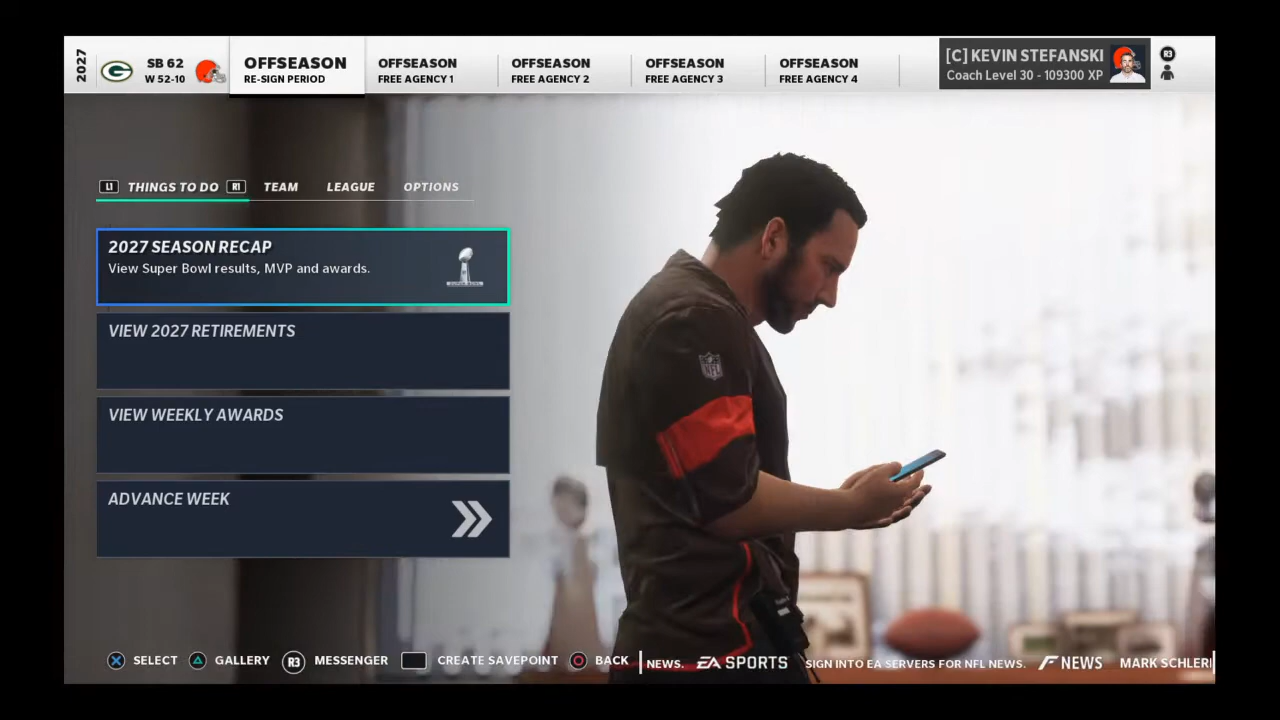 2027
G
SB 62
W 52-10
OFFSEASON
RE-SIGN PERIOD
OFFSEASON
FREE AGENCY 1
OFFSEASON
FREE AGENCY 2
OFFSEASON
FREE AGENCY 3
OFFSEASON
FREE AGENCY 4
[C] KEVIN STEFANSKI
Coach Level 30 - 109300 XP
R3
L1 THINGS TO DO R1 TEAM LEAGUE OPTIONS
2027 SEASON RECAP
View Super Bowl results, MVP and awards.
SUPER BOWL
VIEW 2027 RETIREMENTS
VIEW WEEKLY AWARDS
ADVANCE WEEK
NFL
SELECT GALLERY R3 MESSENGER CREATE SAVEPOINT BACK NEWS. EA SPORTS SIGN INTO EA SERVERS FOR NFL NEWS. F NEWS MARK SCHLER